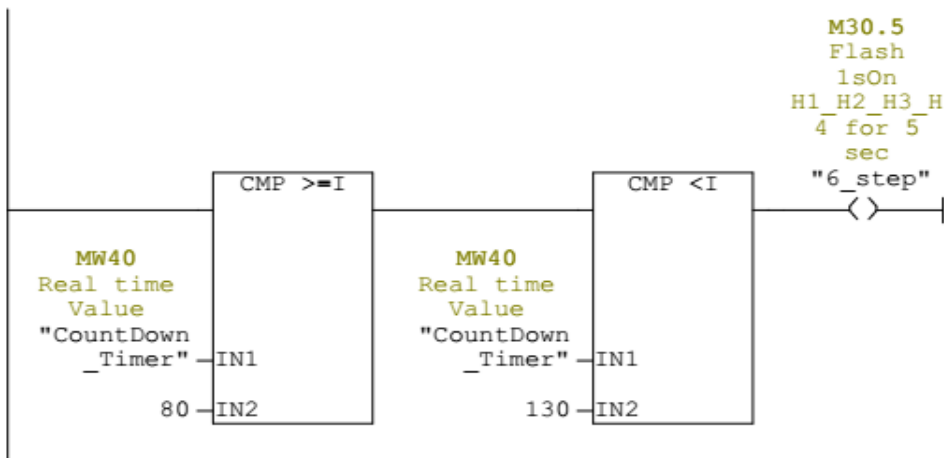 M30.5
Flash
1sOn
H1_H2_H3_H
4 for 5
sec
"6_step"
CMP >=I
CMP <I
MW40
Real time
Value
"CountDown
_Timer"
IN1
80
IN2
MW40
Real time
Value
"CountDown
_Timer"
IN1
130
IN2